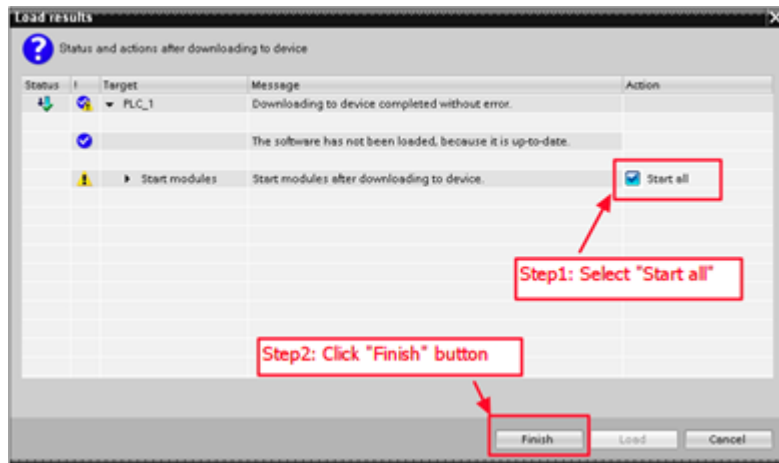 Load results
Status and actions after downloading to device
Status ! Target Message Action
PLC_1 Downloading to device completed without error.
The software has not been loaded, because it is up-to-date.
Start modules Start modules after downloading to device. Start all
Step1: Select "Start all"
Step2: Click "Finish" button
Finish Load Cancel